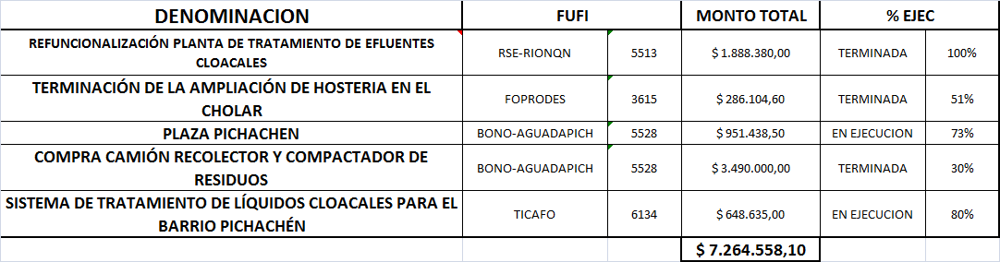 DENOMINACION FUFI MONTO TOTAL % EJEC
REFUNCIONALIZACIÓN PLANTA DE TRATAMIENTO DE EFLUENTES
CLOACALES
RSE-RIONQN 5513 $ 1.888.380,00 TERMINADA 100%
TERMINACIÓN DE LA AMPLIACIÓN DE HOSTERIA EN EL
CHOLAR
FOPRODES 3615 $ 286.104,60 TERMINADA 51%
PLAZA PICHACHEN BONO-AGUADAPICH 5528 $ 951.438,50 EN EJECUCION 73%
COMPRA CAMIÓN RECOLECTOR Y COMPACTADOR DE
RESIDUOS
BONO-AGUADAPICH 5528 $ 3.490.000,00 TERMINADA 30%
SISTEMA DE TRATAMIENTO DE LÍQUIDOS CLOACALES PARA EL
BARRIO PICHACHÉN
TICAFO 6134 $ 648.635,00 EN EJECUCION 80%
$ 7.264.558,10